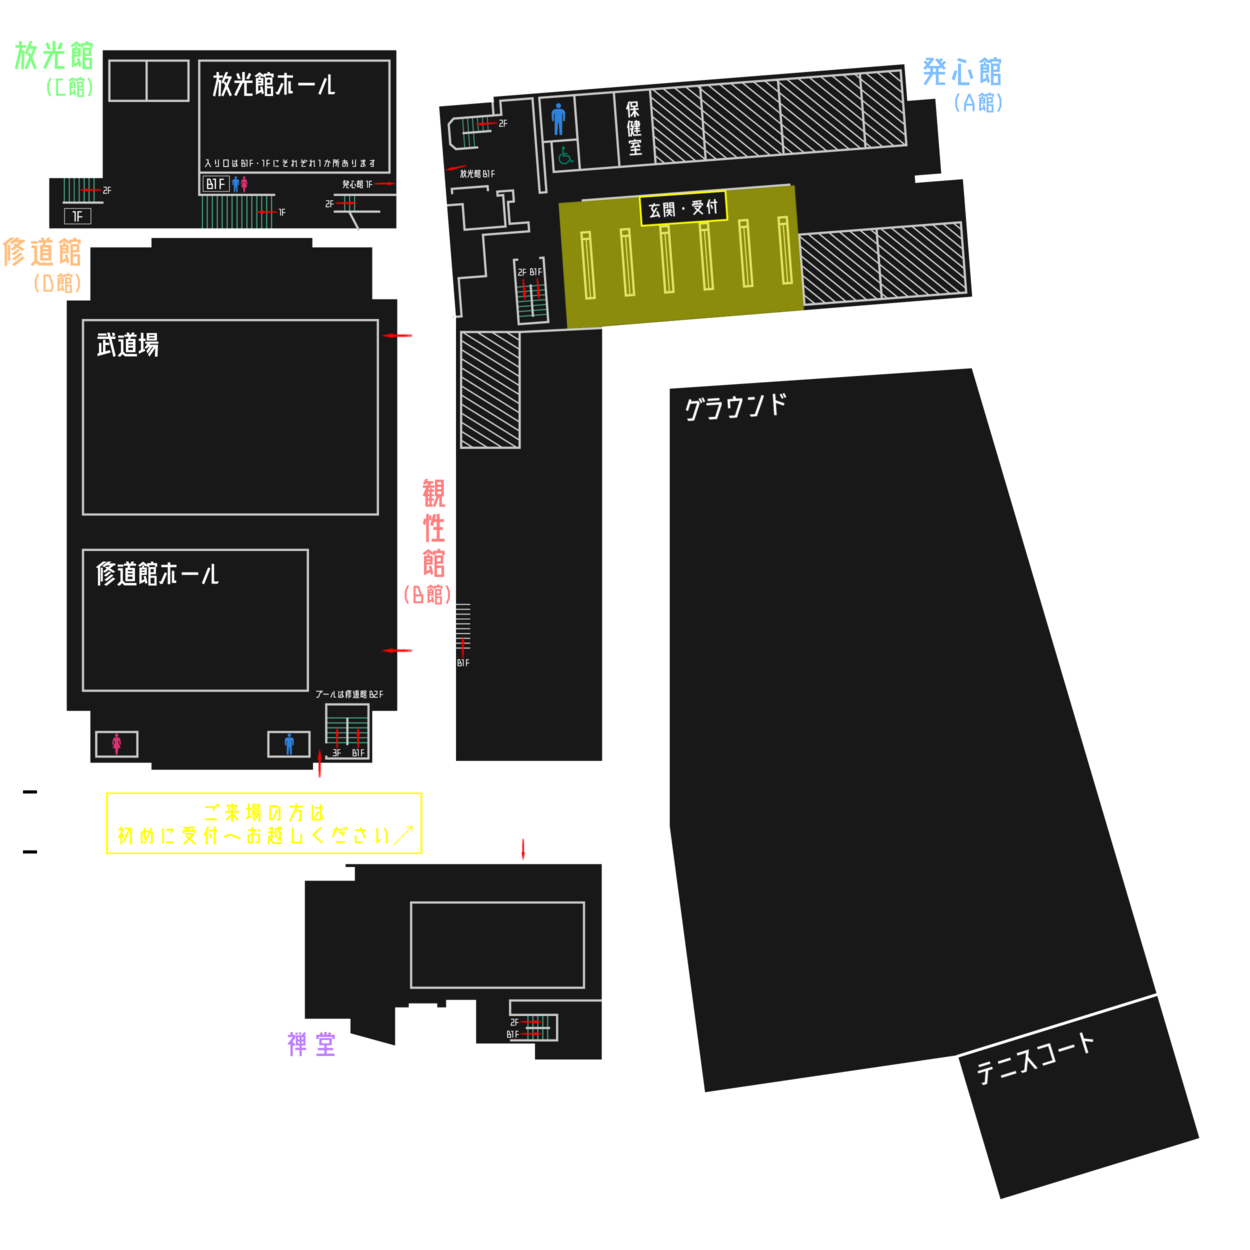 放光館
(C館)
放光館ホール
入り口はB1F・1Fにそれぞれ1か所あります
B1F
発心館 1F
2F
1F
2F
1F
発心館
(A館)
2F
保健室
放光館 B1F
玄関・受付
2F B1F
修道館
(D館)
武道場
修道館ホール
プールは修道館 B2F
3F B1F
観性館
(B館)
B1F
グラウンド
ご来場の方は
初めに受付へお越しください↗
禅堂
2F
B1F
テニスコート